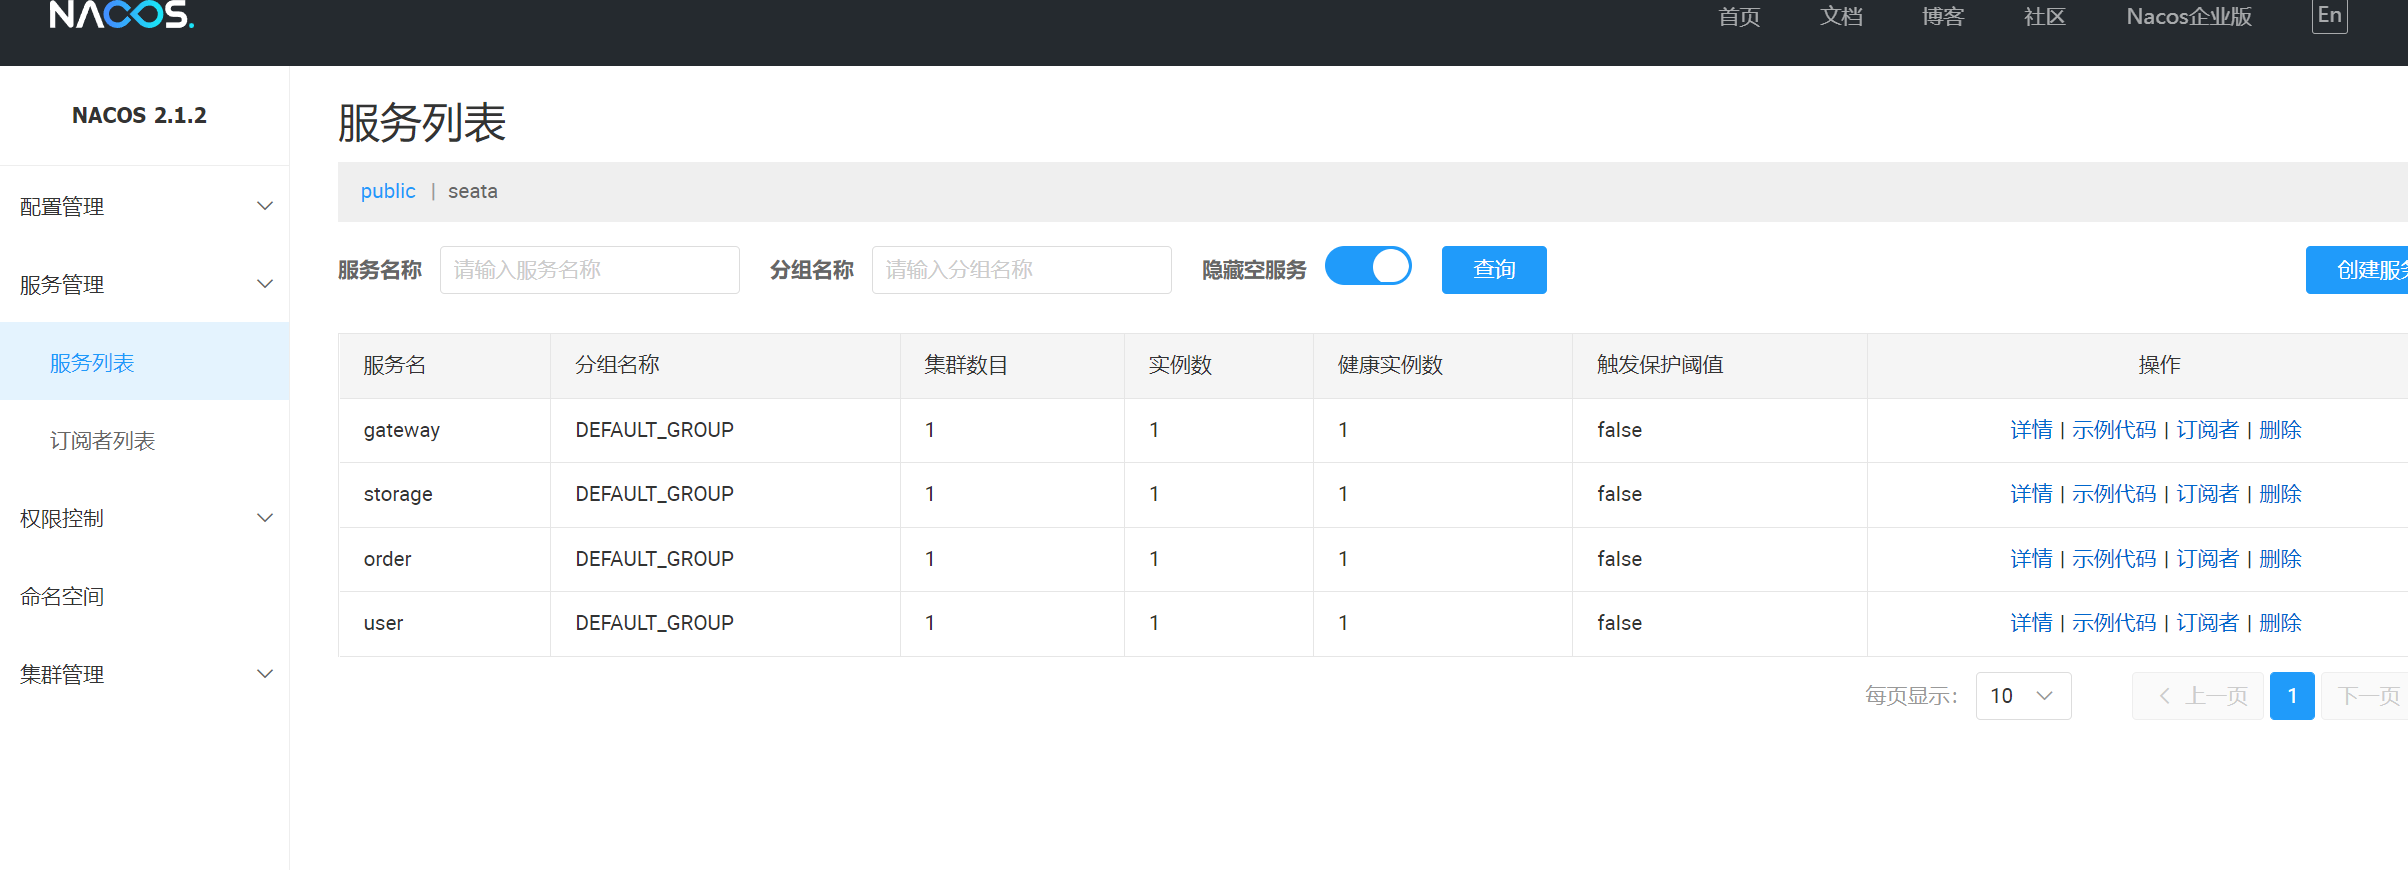 NACOS.
首页 文档 博客 社区 Nacos企业版 En
NACOS 2.1.2
配置管理
服务管理
服务列表
订阅者列表
权限控制
命名空间
集群管理
服务列表
public | seata
服务名称 请输入服务名称 分组名称 请输入分组名称 隐藏空服务 查询 创建服务
服务名 分组名称 集群数目 实例数 健康实例数 触发保护阈值 操作
gateway DEFAULT_GROUP 1 1 1 false 详情 | 示例代码 | 订阅者 | 删除
storage DEFAULT_GROUP 1 1 1 false 详情 | 示例代码 | 订阅者 | 删除
order DEFAULT_GROUP 1 1 1 false 详情 | 示例代码 | 订阅者 | 删除
user DEFAULT_GROUP 1 1 1 false 详情 | 示例代码 | 订阅者 | 删除
每页显示: 10 上一页 1 下一页